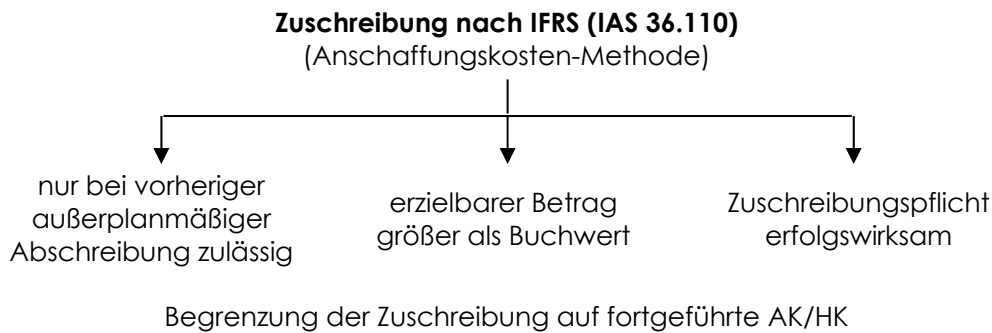 Zuschreibung nach IFRS (IAS 36.110)
(Anschaffungskosten-Methode)
nur bei vorheriger
außerplanmäßiger
Abschreibung zulässig
erzielbarer Betrag
größer als Buchwert
Zuschreibungspflicht
erfolgswirksam
Begrenzung der Zuschreibung auf fortgeführte AK/HK